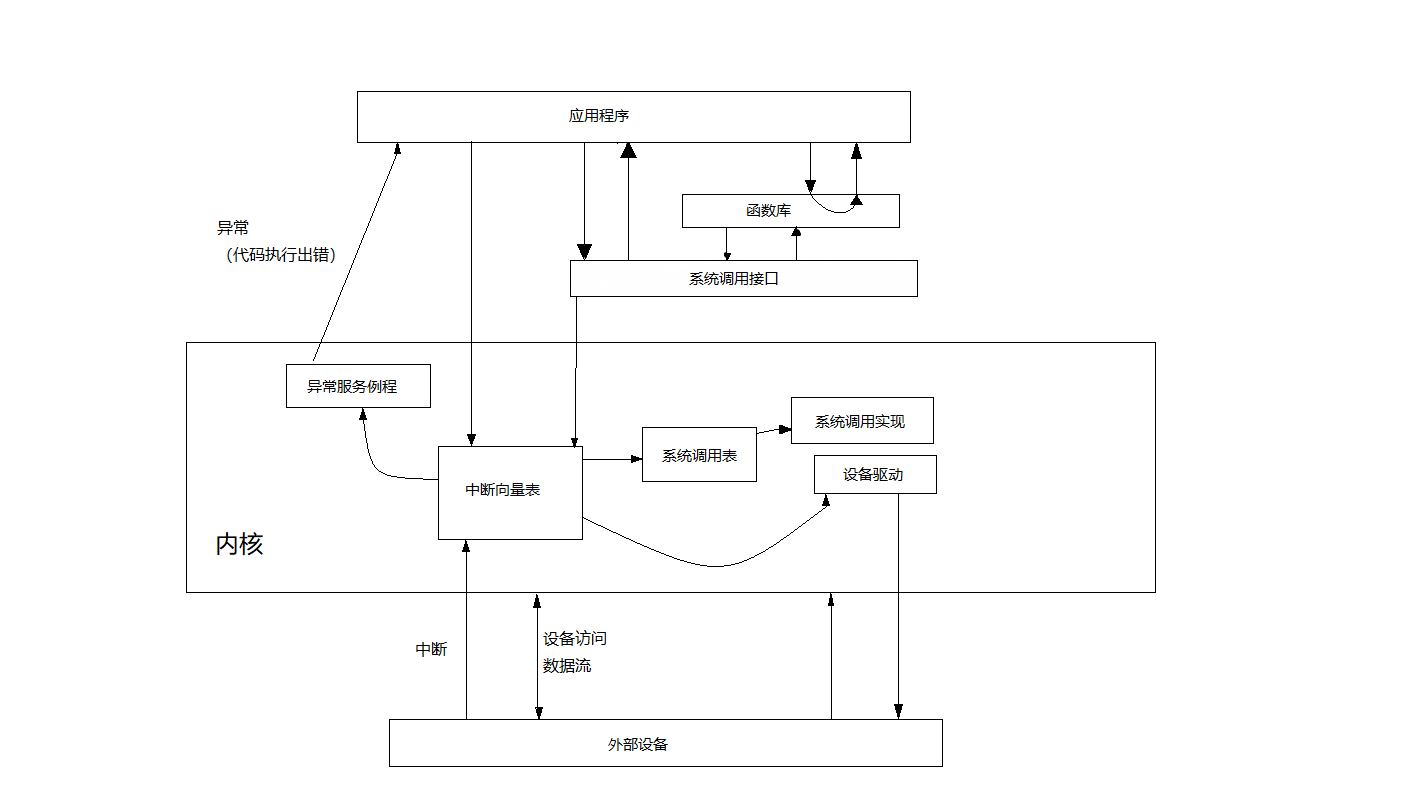 应用程序
函数库
异常
（代码执行出错）
系统调用接口
异常服务例程
系统调用实现
系统调用表
设备驱动
中断向量表
内核
中断
设备访问
数据流
外部设备